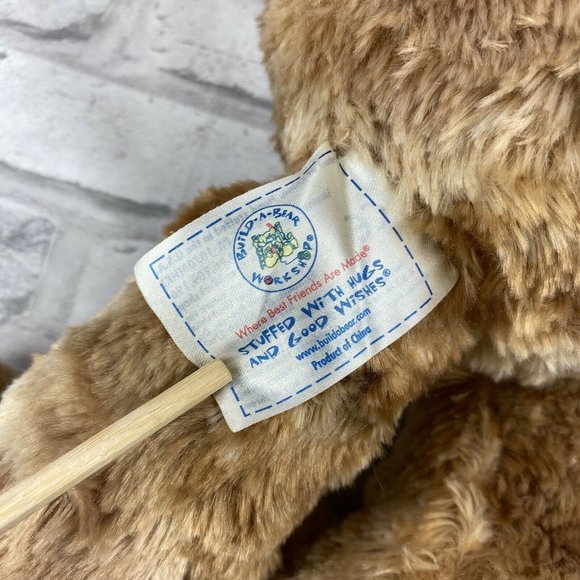 BUILD-A-BEAR
WORKSHOP®
Where Best Friends Are Made®
STUFFED WITH HUGS
AND GOOD WISHES®
www.buildabear.com
Product of China